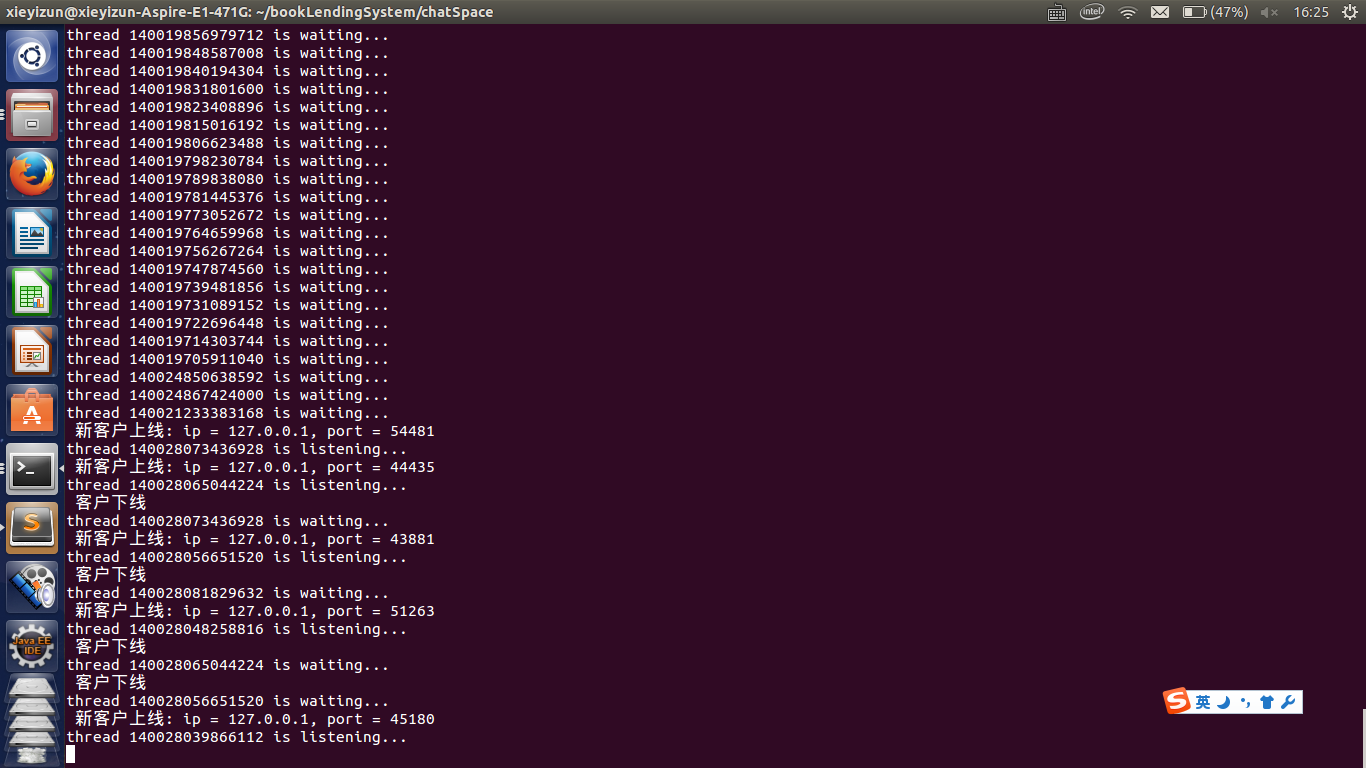 xieyizun@xieyizun-Aspire-E1-471G: ~/bookLendingSystem/chatSpace
intel
(47%)
16:25
thread 140019856979712 is waiting...
thread 140019848587008 is waiting...
thread 140019840194304 is waiting...
thread 140019831801600 is waiting...
thread 140019823408896 is waiting...
thread 140019815016192 is waiting...
thread 140019806623488 is waiting...
thread 140019798230784 is waiting...
thread 140019789838080 is waiting...
thread 140019781445376 is waiting...
thread 140019773052672 is waiting...
thread 140019764659968 is waiting...
thread 140019756267264 is waiting...
thread 140019747874560 is waiting...
thread 140019739481856 is waiting...
thread 140019731089152 is waiting...
thread 140019722696448 is waiting...
thread 140019714303744 is waiting...
thread 140019705911040 is waiting...
thread 140024850638592 is waiting...
thread 140024867424000 is waiting...
thread 140021233383168 is waiting...
新客户上线: ip = 127.0.0.1, port = 54481
thread 140028073436928 is listening...
新客户上线: ip = 127.0.0.1, port = 44435
thread 140028065044224 is listening...
客户下线
thread 140028073436928 is waiting...
新客户上线: ip = 127.0.0.1, port = 43881
thread 140028056651520 is listening...
客户下线
thread 140028081829632 is waiting...
新客户上线: ip = 127.0.0.1, port = 51263
thread 140028048258816 is listening...
客户下线
thread 140028065044224 is waiting...
客户下线
thread 140028056651520 is waiting...
新客户上线: ip = 127.0.0.1, port = 45180
thread 140028039866112 is listening...
Java EE
IDE
S 英